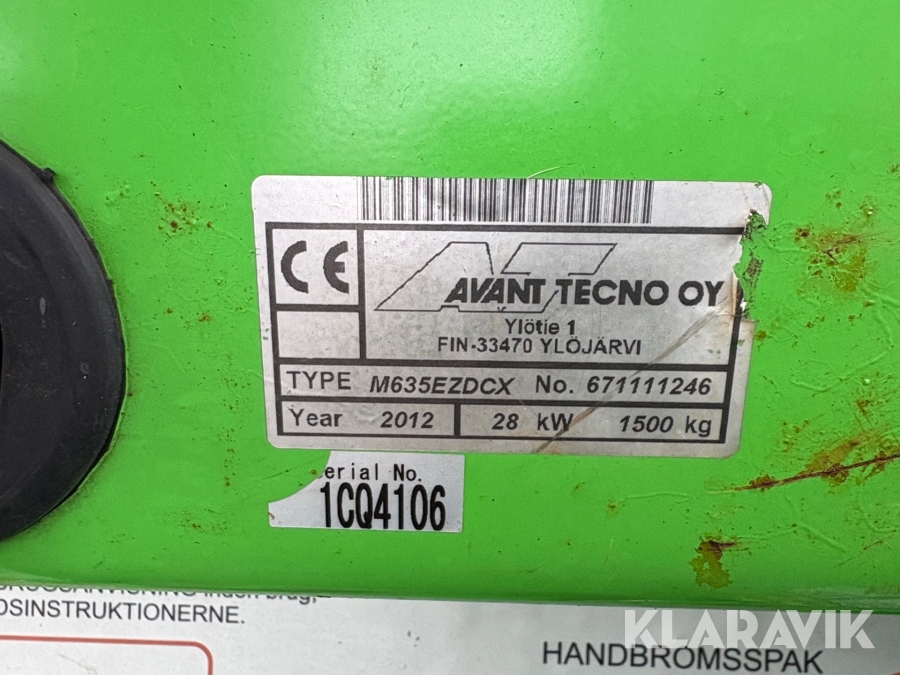 CE
AVANT TECNO OY
Ylötie 1
FIN-33470 YLÖJÄRVI
TYPE M635EZDCX No. 671111246
Year 2012 28 kW 1500 kg
erial No.
1CQ4106
OSINSTRUKTIONERNE.
HANDBROMSSPAK
KLARAVIK